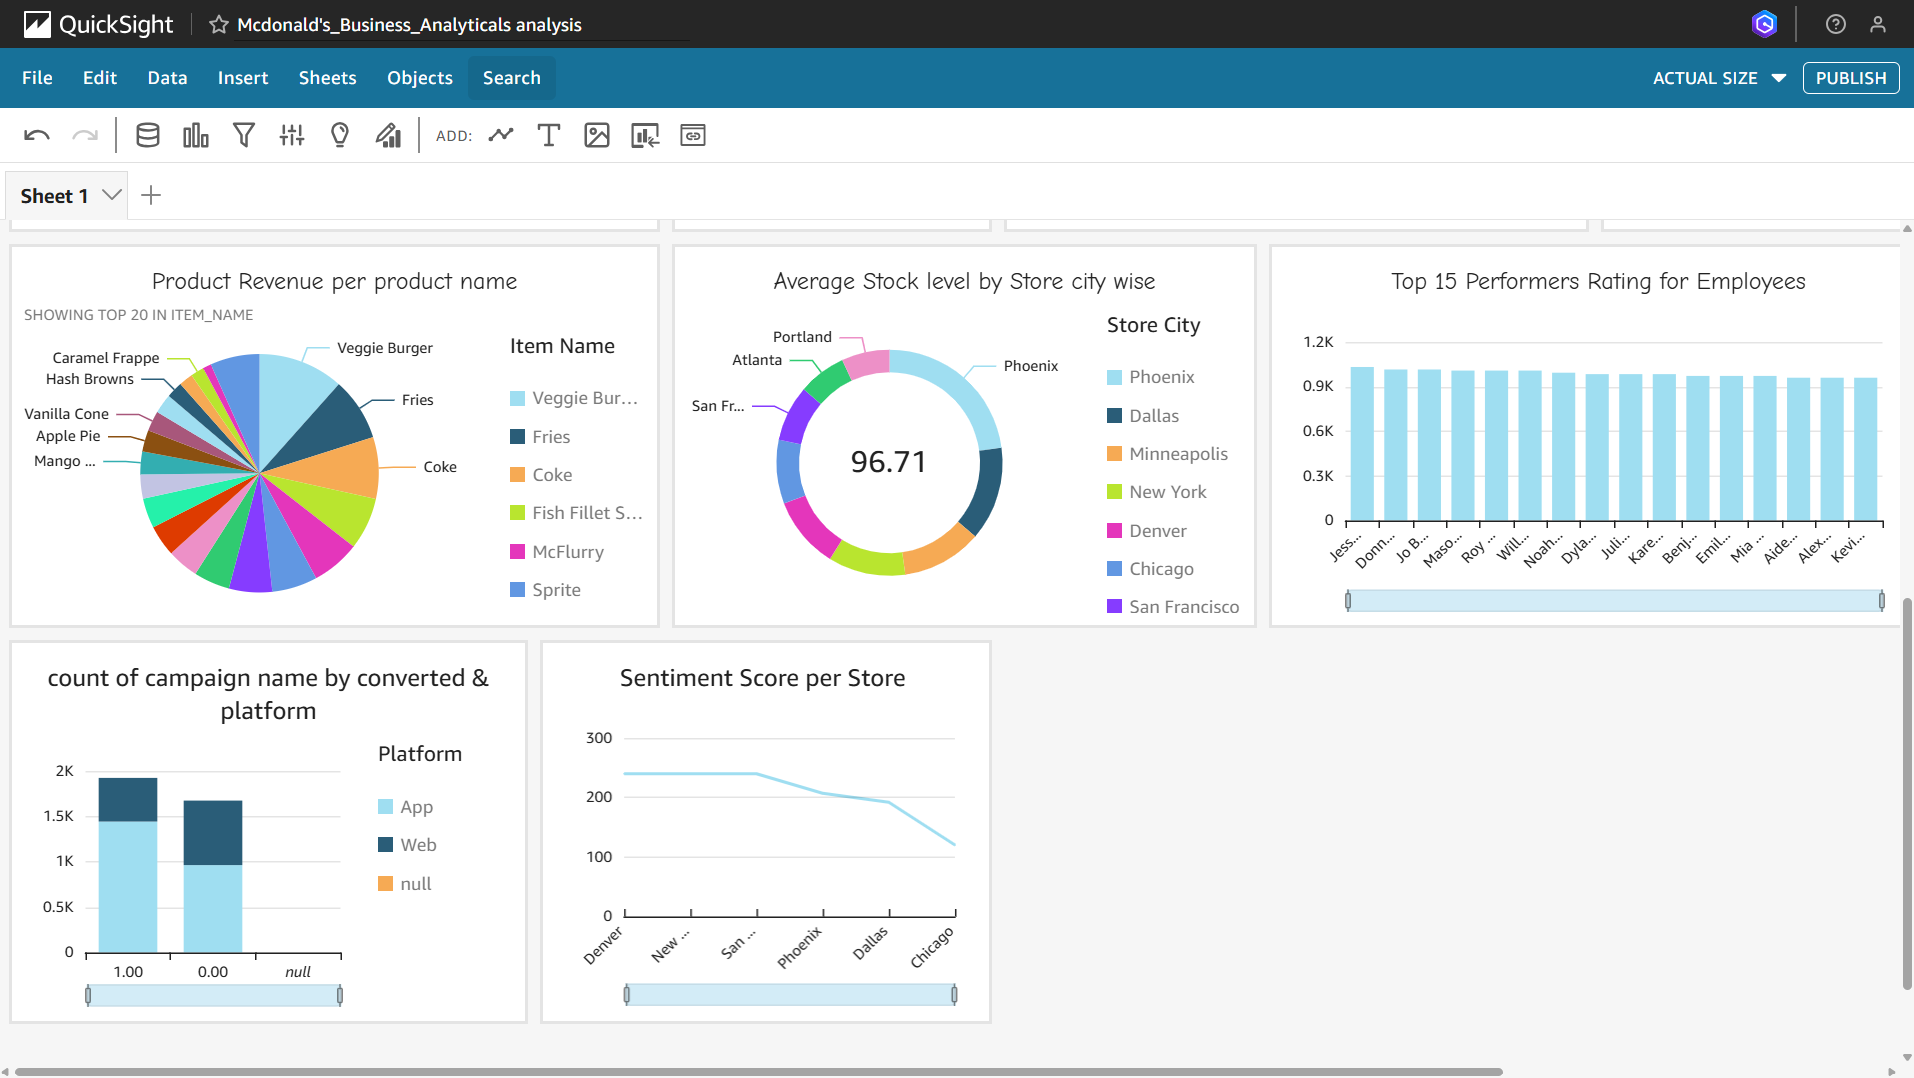 QuickSight Mcdonald's_Business_Analyticals analysis
File Edit Data Insert Sheets Objects Search ACTUAL SIZE PUBLISH
ADD:
Sheet 1
Product Revenue per product name
SHOWING TOP 20 IN ITEM_NAME
Veggie Burger
Fries
Coke
Caramel Frappe
Hash Browns
Vanilla Cone
Apple Pie
Mango ...
Item Name
Veggie Bur...
Fries
Coke
Fish Fillet S...
McFlurry
Sprite
Average Stock level by Store city wise
Portland
Atlanta
San Fr...
Phoenix
96.71
Store City
Phoenix
Dallas
Minneapolis
New York
Denver
Chicago
San Francisco
Top 15 Performers Rating for Employees
1.2K
0.9K
0.6K
0.3K
0
Jess... Donn... Jo B... Maso... Roy ... Will... Noah... Dyla... Juli... Kare... Benj... Emil... Mia ... Aide... Alex... Kevi...
count of campaign name by converted &
platform
2K
1.5K
1K
0.5K
0
1.00 0.00 null
Platform
App
Web
null
Sentiment Score per Store
300
200
100
0
Denver New ... San ... Phoenix Dallas Chicago